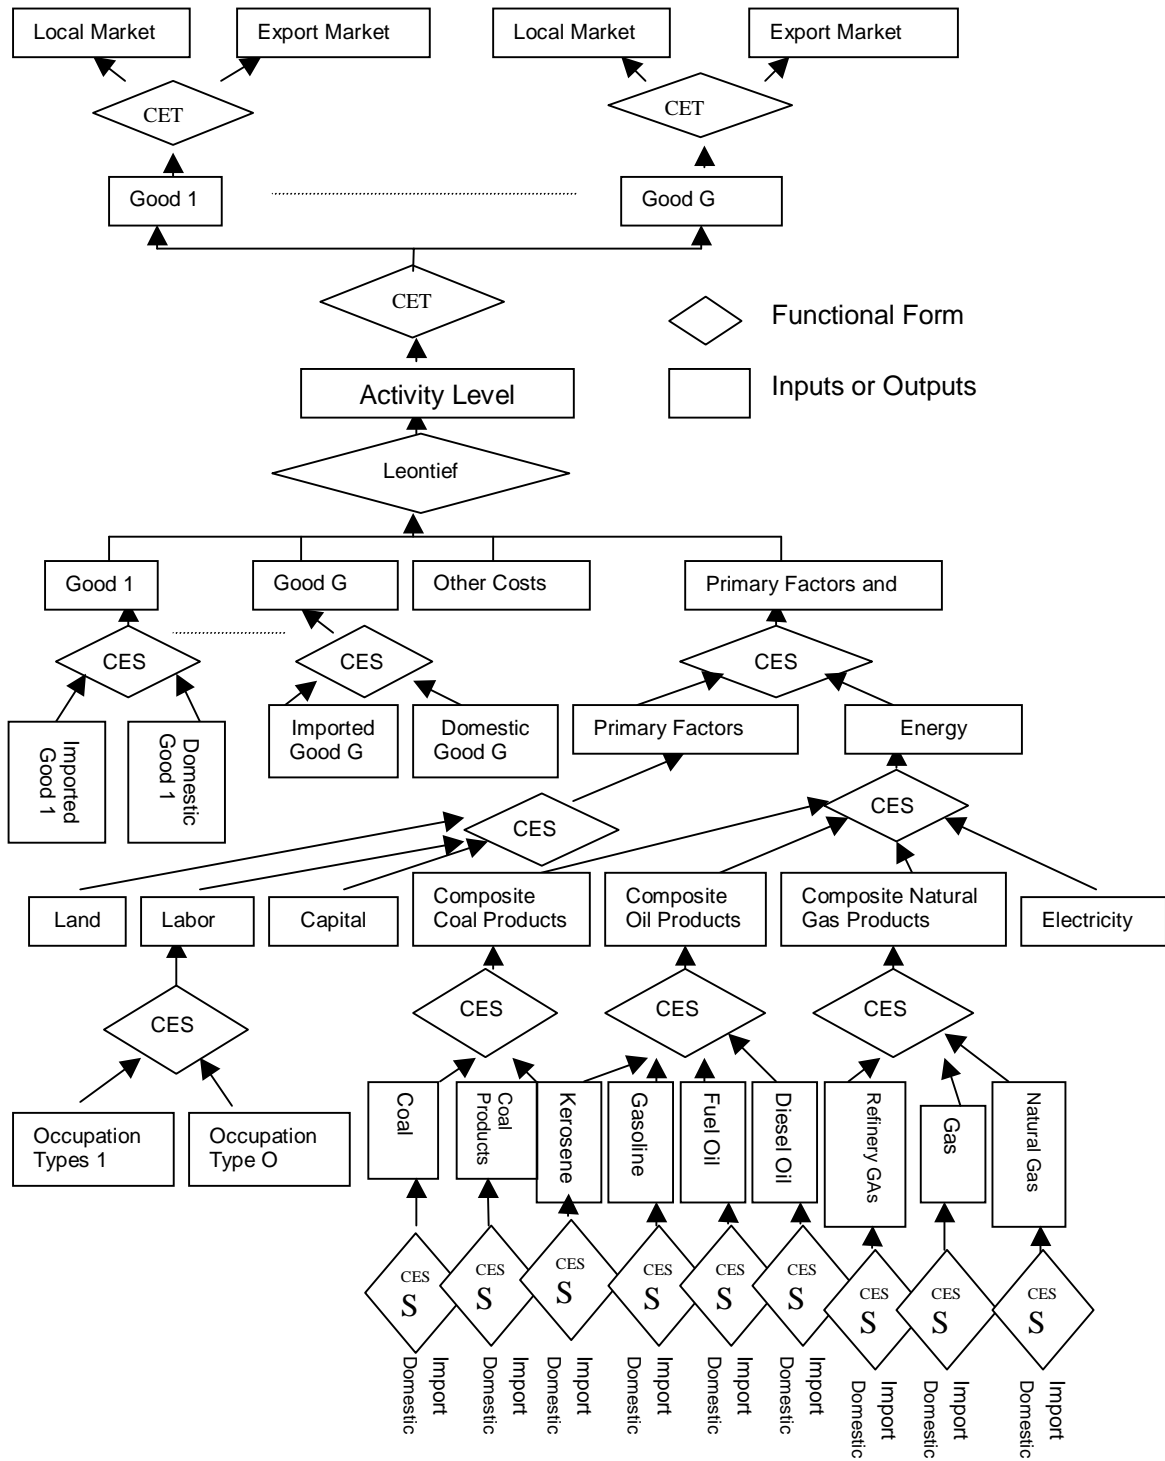 Local Market
Export Market
Local Market
Export Market
CET
CET
Good 1
Good G
CET
Functional Form
Activity Level
Inputs or Outputs
Leontief
Good 1
Good G
Other Costs
Primary Factors and
CES
CES
CES
Imported
Good 1
Domestic
Good 1
Imported
Good G
Domestic
Good G
Primary Factors
Energy
CES
CES
Land
Labor
Capital
Composite
Coal Products
Composite
Oil Products
Composite Natural
Gas Products
Electricity
CES
CES
CES
CES
Occupation
Types 1
Occupation
Type O
Coal
Coal
Products
Kerosene
Gasoline
Fuel Oil
Diesel Oil
Refinery GAs
Gas
Natural Gas
CES
S
CES
S
CES
S
CES
S
CES
S
CES
S
CES
S
CES
S
CES
S
Import
Domestic
Import
Domestic
Import
Domestic
Import
Domestic
Import
Domestic
Import
Domestic
Import
Domestic
Import
Domestic